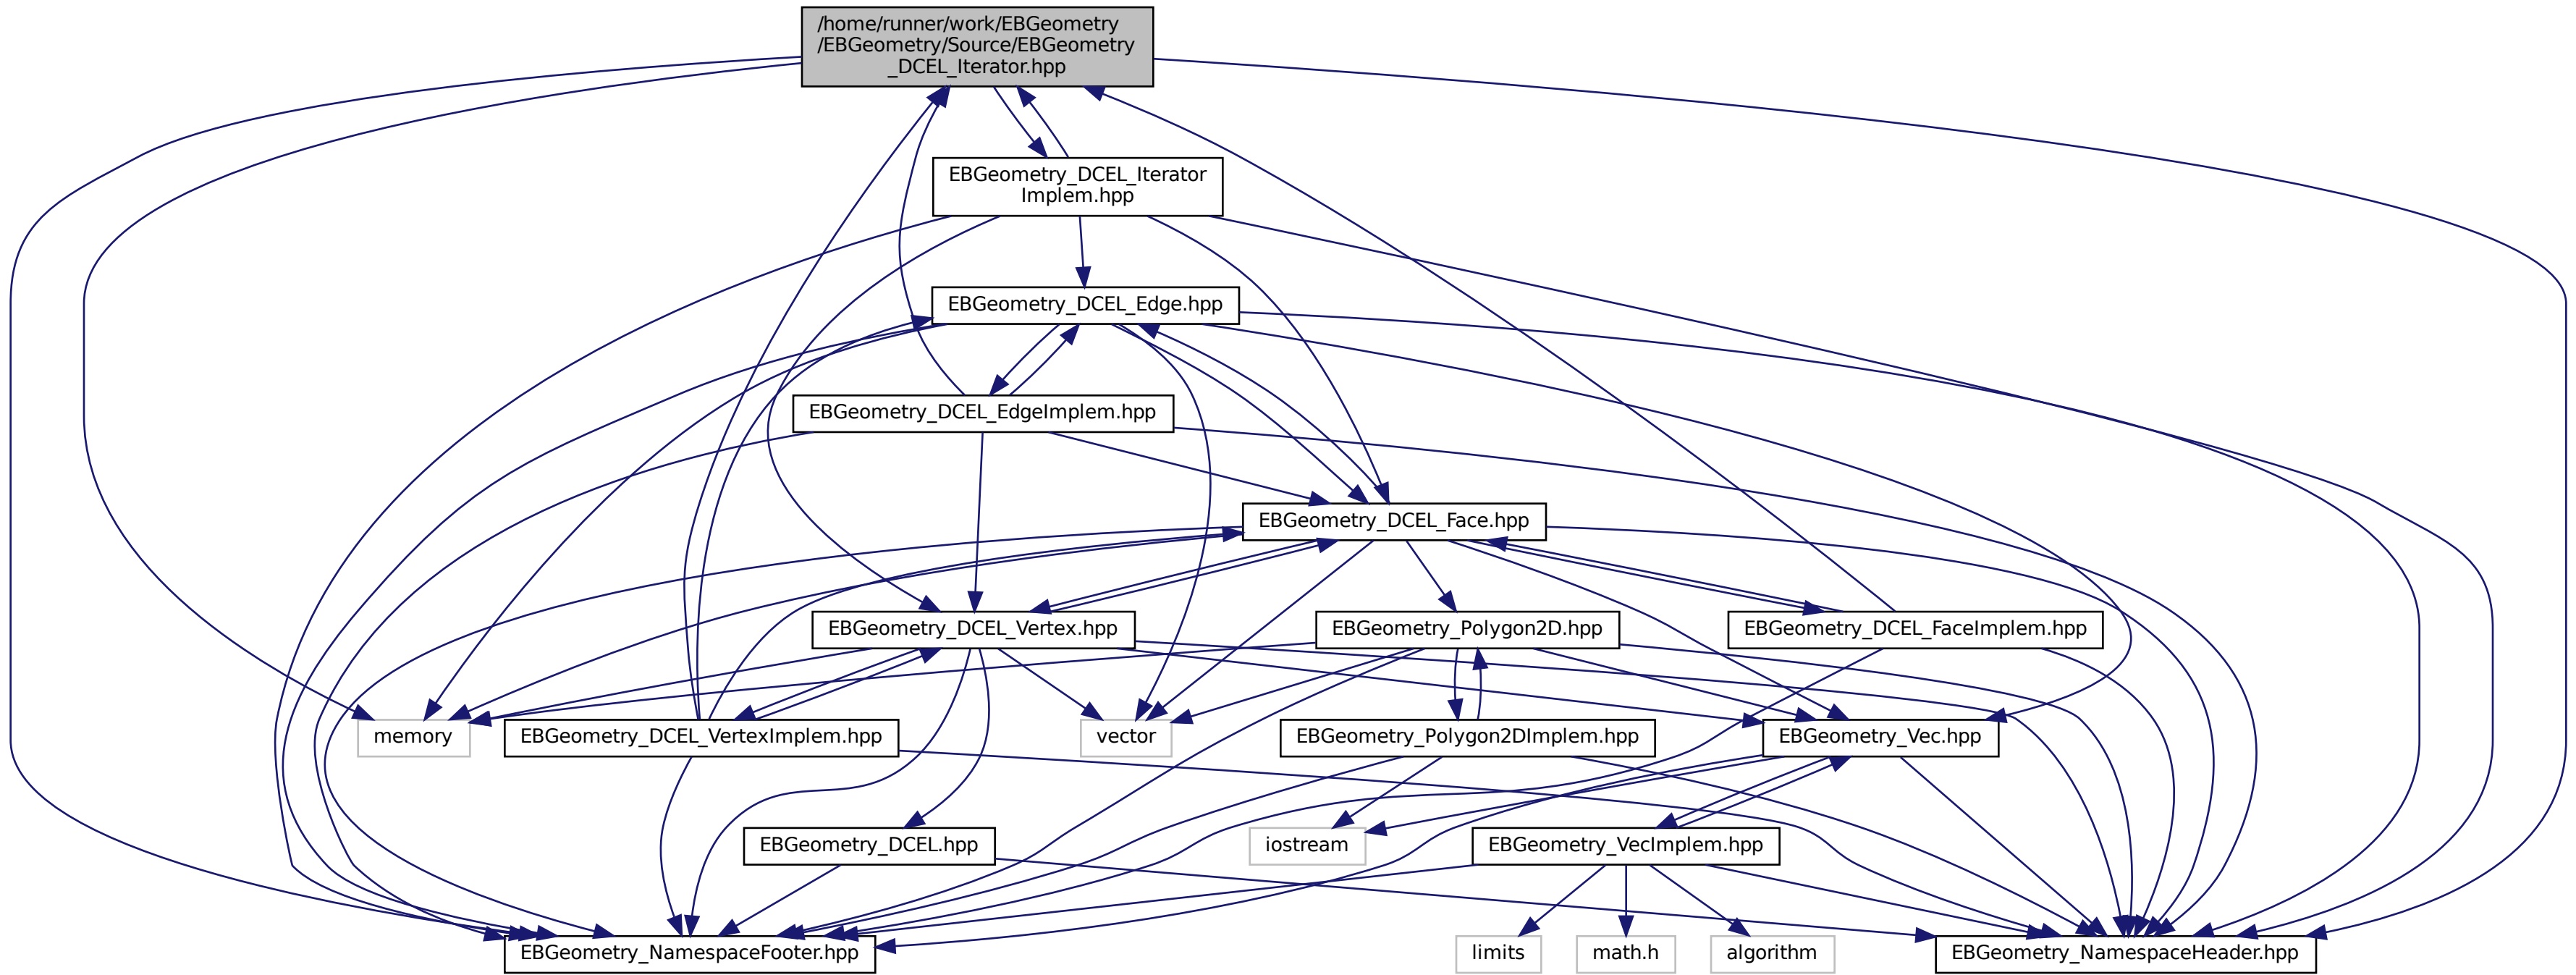 /home/runner/work/EBGeometry
/EBGeometry/Source/EBGeometry
_DCEL_Iterator.hpp
EBGeometry_DCEL_Iterator
Implem.hpp
EBGeometry_DCEL_Edge.hpp
EBGeometry_DCEL_EdgeImplem.hpp
EBGeometry_DCEL_Face.hpp
EBGeometry_DCEL_Vertex.hpp
EBGeometry_Polygon2D.hpp
EBGeometry_DCEL_FaceImplem.hpp
memory
EBGeometry_DCEL_VertexImplem.hpp
vector
EBGeometry_Polygon2DImplem.hpp
EBGeometry_Vec.hpp
EBGeometry_DCEL.hpp
iostream
EBGeometry_VecImplem.hpp
EBGeometry_NamespaceFooter.hpp
limits
math.h
algorithm
EBGeometry_NamespaceHeader.hpp